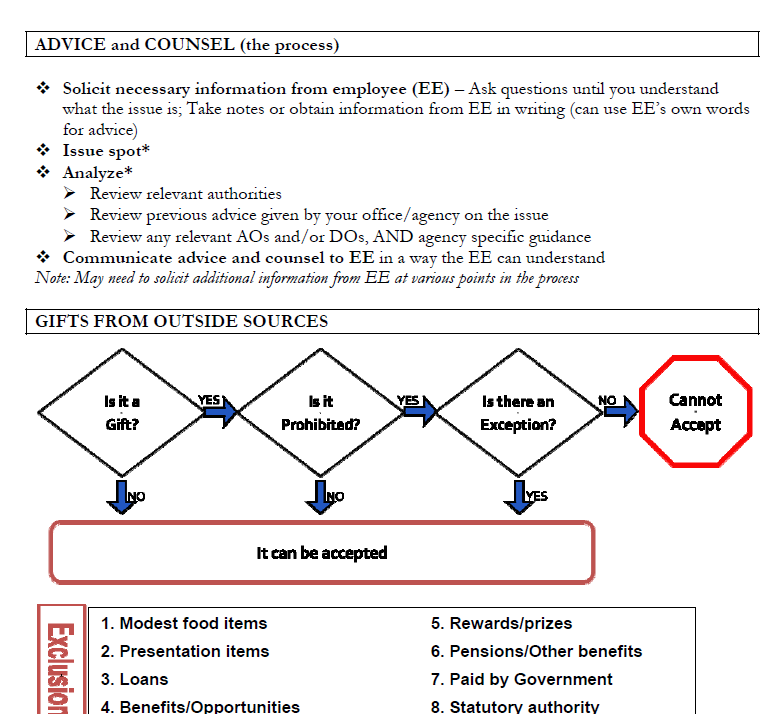 ADVICE and COUNSEL (the process)
❖ Solicit necessary information from employee (EE) – Ask questions until you understand
what the issue is; Take notes or obtain information from EE in writing (can use EE’s own words
for advice)
❖ Issue spot*
❖ Analyze*
➢ Review relevant authorities
➢ Review previous advice given by your office/agency on the issue
➢ Review any relevant AOs and/or DOs, AND agency specific guidance
❖ Communicate advice and counsel to EE in a way the EE can understand
Note: May need to solicit additional information from EE at various points in the process
GIFTS FROM OUTSIDE SOURCES
Is it a
Gift?
YES
Is it
Prohibited?
YES
Is there an
Exception?
NO
Cannot
Accept
NO
NO
YES
It can be accepted
Exclusion
1. Modest food items
2. Presentation items
3. Loans
4. Benefits/Opportunities
5. Rewards/prizes
6. Pensions/Other benefits
7. Paid by Government
8. Statutory authority